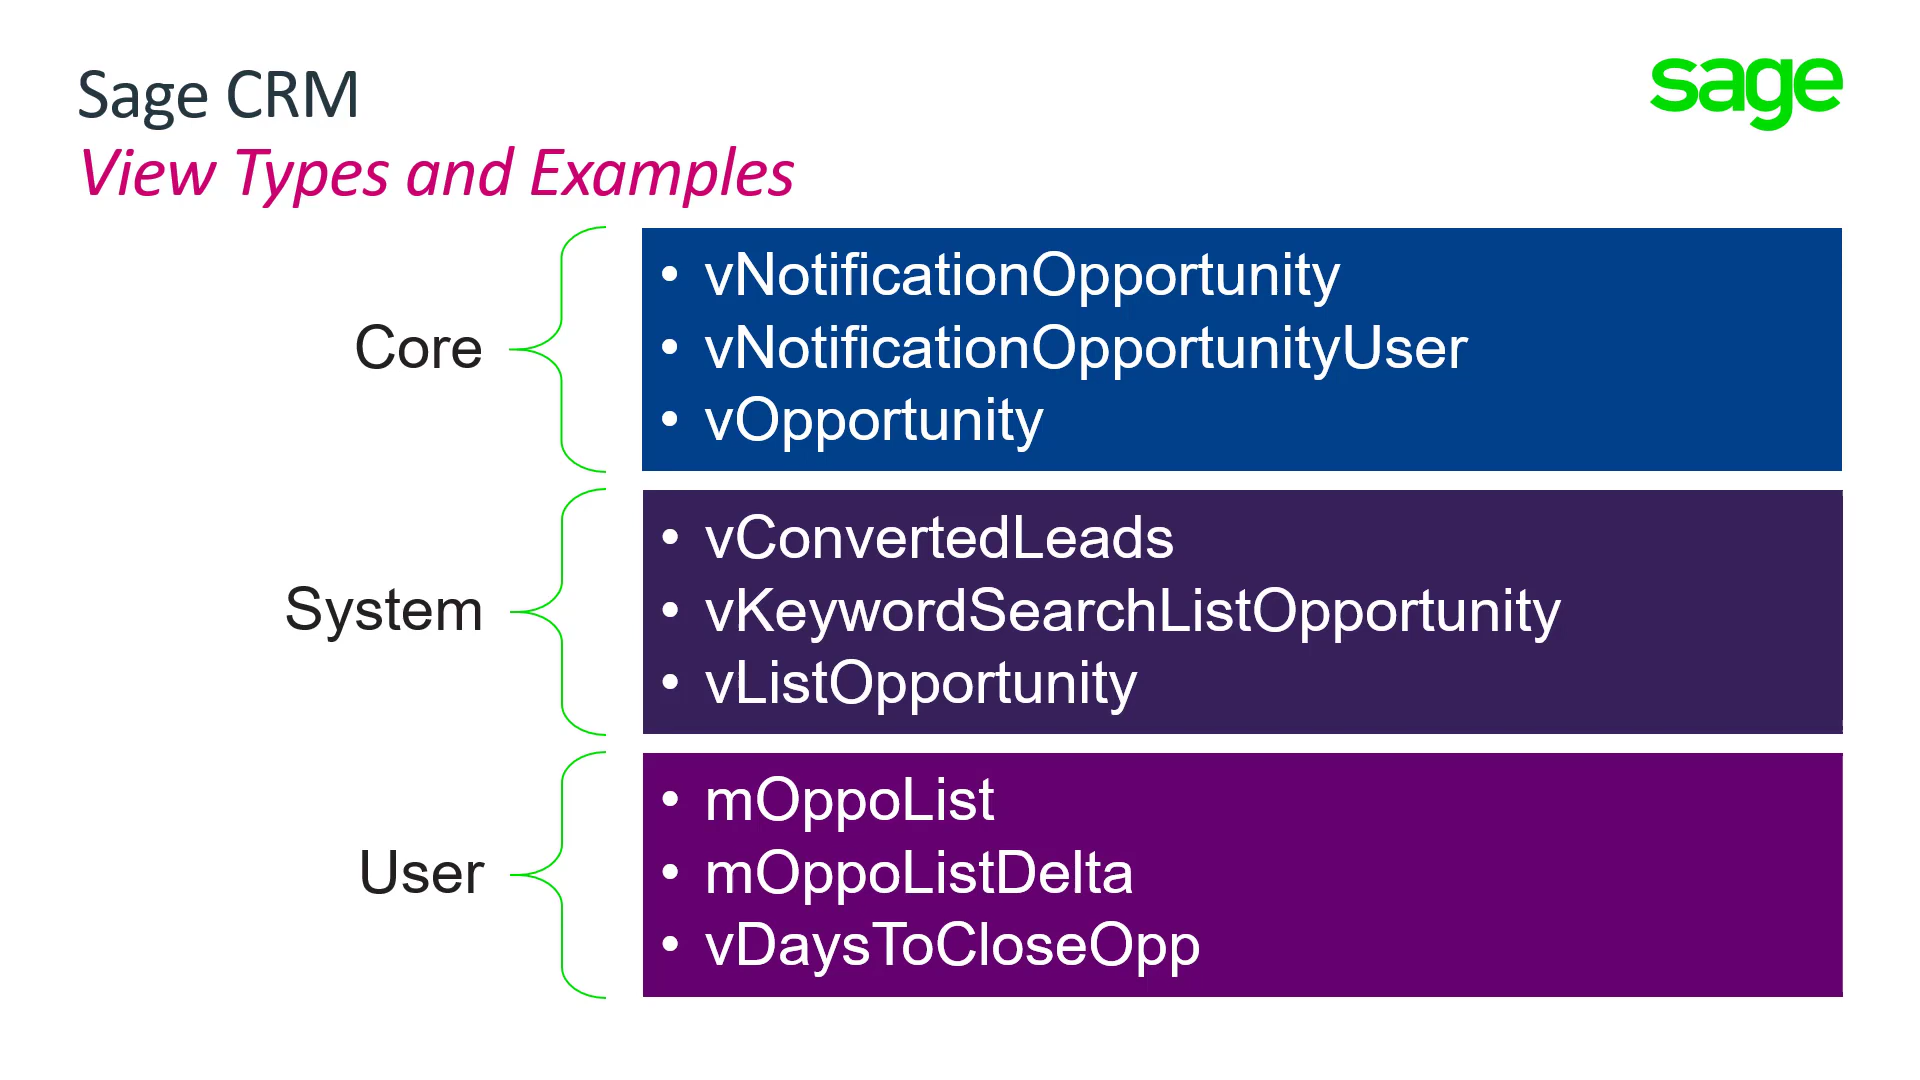 Sage CRM
sage
View Types and Examples
Core
• vNotificationOpportunity
• vNotificationOpportunityUser
• vOpportunity
System
• vConvertedLeads
• vKeywordSearchListOpportunity
• vListOpportunity
User
• mOppoList
• mOppoListDelta
• vDaysToCloseOpp